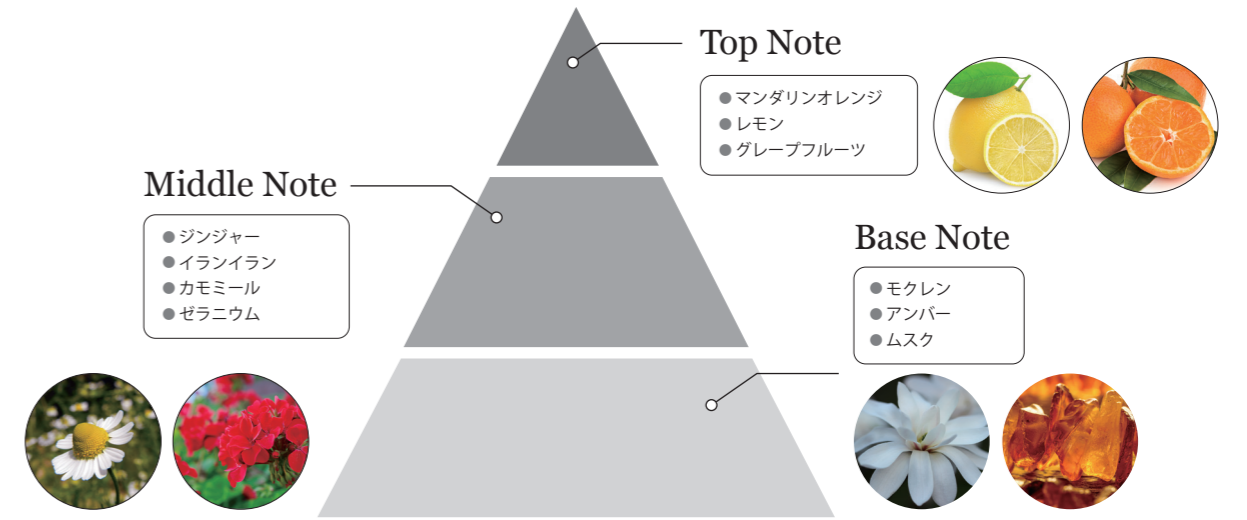 Top Note
●マンダリンオレンジ
●レモン
●グレープフルーツ
Middle Note
●ジンジャー
●イランイラン
●カモミール
●ゼラニウム
Base Note
●モクレン
●アンバー
●ムスク